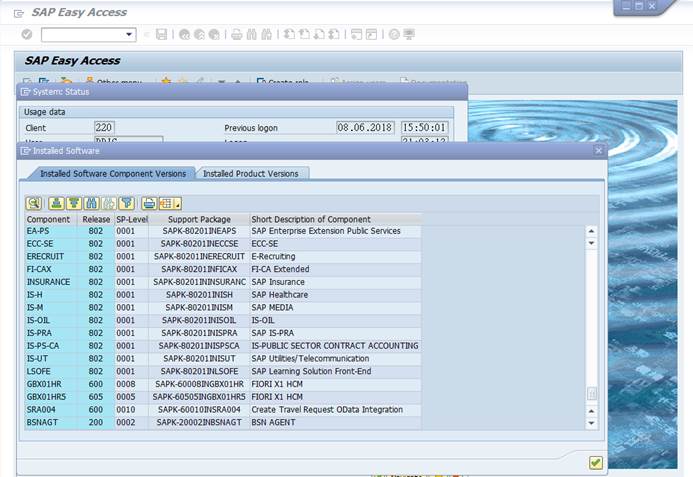 SAP Easy Access
SAP Easy Access
Other menu
Create role
Assign users
Documentation
System: Status
Usage data
Client 220 Previous logon 08.06.2018 15:50:01
Installed Software
Installed Software Component Versions Installed Product Versions
Component Release SP-Level Support Package Short Description of Component
EA-PS 802 0001 SAPK-80201INEAPS SAP Enterprise Extension Public Services
ECC-SE 802 0001 SAPK-80201INECCSE ECC-SE
ERECRUIT 802 0001 SAPK-80201INERECRUIT E-Recruiting
FI-CAX 802 0001 SAPK-80201INFICAX FI-CA Extended
INSURANCE 802 0001 SAPK-80201ININSURANC SAP Insurance
IS-H 802 0001 SAPK-80201INISH SAP Healthcare
IS-M 802 0001 SAPK-80201INISM SAP MEDIA
IS-OIL 802 0001 SAPK-80201INISOIL IS-OIL
IS-PRA 802 0001 SAPK-80201INISPRA SAP IS-PRA
IS-PS-CA 802 0001 SAPK-80201INISPSCA IS-PUBLIC SECTOR CONTRACT ACCOUNTING
IS-UT 802 0001 SAPK-80201INISUT SAP Utilities/Telecommunication
LSOFE 802 0001 SAPK-80201INLSOFE SAP Learning Solution Front-End
GBX01HR 600 0008 SAPK-60008INGBX01HR FIORI X1 HCM
GBX01HR5 605 0005 SAPK-60505INGBX01HR5 FIORI X1 HCM
SRA004 600 0010 SAPK-60010INSRA004 Create Travel Request OData Integration
BSNAGT 200 0002 SAPK-20002INBSNAGT BSN AGENT